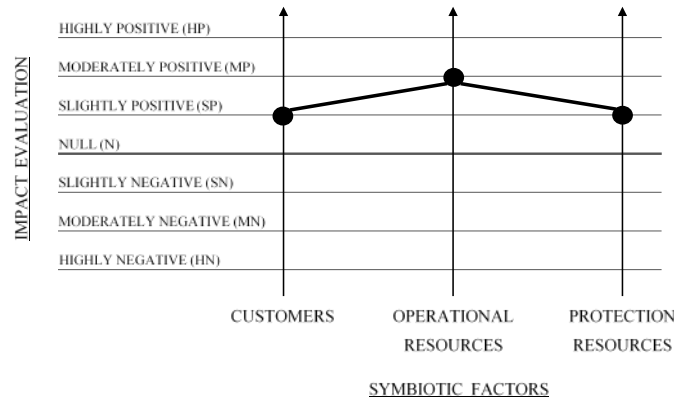 HIGHLY POSITIVE (HP)
MODERATELY POSITIVE (MP)
SLIGHTLY POSITIVE (SP)
NULL (N)
SLIGHTLY NEGATIVE (SN)
MODERATELY NEGATIVE (MN)
HIGHLY NEGATIVE (HN)
IMPACT EVALUATION
CUSTOMERS
OPERATIONAL
RESOURCES
PROTECTION
RESOURCES
SYMBIOTIC FACTORS